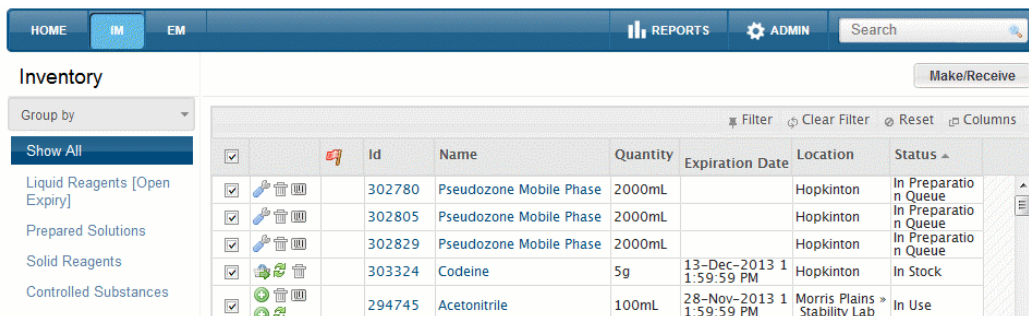 HOME IM EM REPORTS ADMIN Search
Inventory
Make/Receive
Group by
Filter Clear Filter Reset Columns
Show All
Id Name Quantity Expiration Date Location Status
Liquid Reagents [Open
Expiry]
Prepared Solutions
Solid Reagents
Controlled Substances
302780 Pseudozone Mobile Phase 2000mL Hopkinton In Preparatio
n Queue
302805 Pseudozone Mobile Phase 2000mL Hopkinton In Preparatio
n Queue
302829 Pseudozone Mobile Phase 2000mL Hopkinton In Preparatio
n Queue
303324 Codeine 5g 13-Dec-2013 1
1:59:59 PM Hopkinton In Stock
294745 Acetonitrile 100mL 28-Nov-2013 1
1:59:59 PM Morris Plains »
Stability Lab In Use